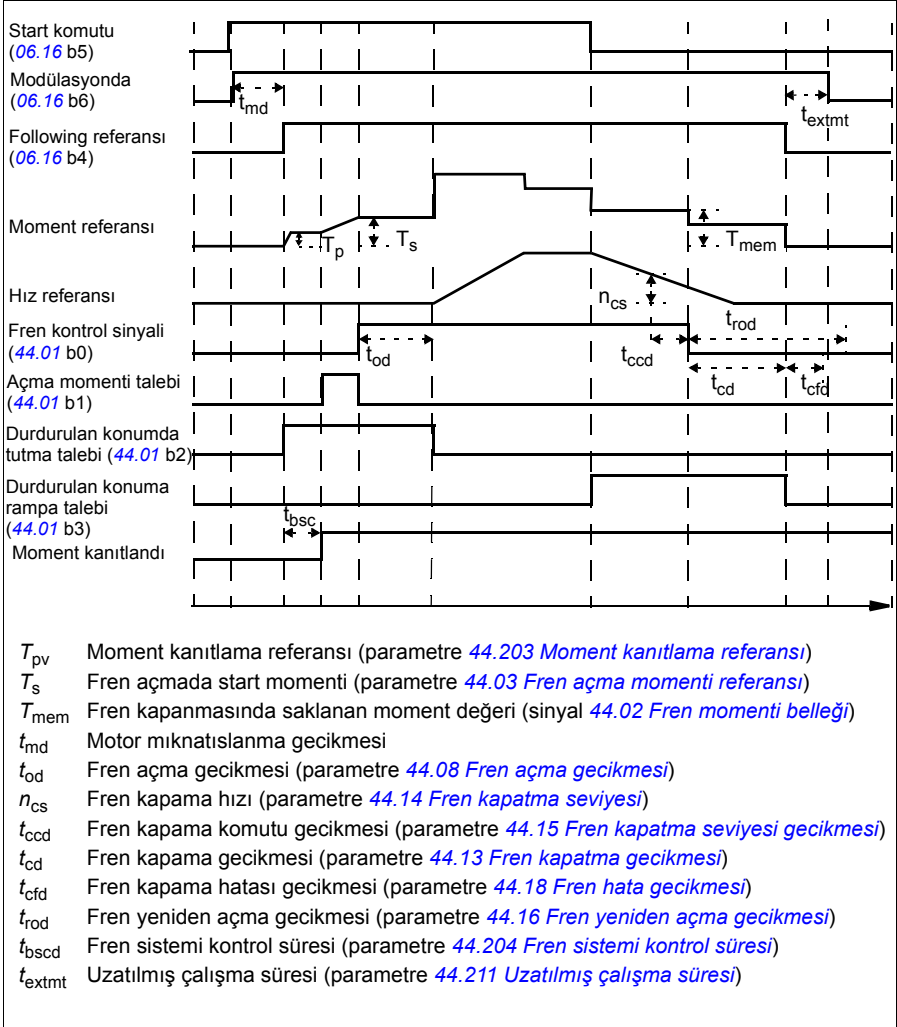 Start komutu
(06.16 b5)
Modülasyonda
(06.16 b6)
tmd
textmt
Following referansı
(06.16 b4)
Moment referansı
Tp
Ts
Tmem
Hız referansı
ncs
trod
Fren kontrol sinyali
(44.01 b0)
tod
tccd
tcd
tcfd
Açma momenti talebi
(44.01 b1)
Durdurulan konumda
tutma talebi (44.01 b2)
Durdurulan konuma
rampa talebi
(44.01 b3)
tbsc
Moment kanıtlandı
Tpv Moment kanıtlama referansı (parametre 44.203 Moment kanıtlama referansı)
Ts Fren açmada start momenti (parametre 44.03 Fren açma momenti referansı)
Tmem Fren kapanmasında saklanan moment değeri (sinyal 44.02 Fren momenti belleği)
tmd Motor mıknatıslanma gecikmesi
tod Fren açma gecikmesi (parametre 44.08 Fren açma gecikmesi)
ncs Fren kapama hızı (parametre 44.14 Fren kapatma seviyesi)
tccd Fren kapama komutu gecikmesi (parametre 44.15 Fren kapatma seviyesi gecikmesi)
tcd Fren kapama gecikmesi (parametre 44.13 Fren kapatma gecikmesi)
tcfd Fren kapama hatası gecikmesi (parametre 44.18 Fren hata gecikmesi)
trod Fren yeniden açma gecikmesi (parametre 44.16 Fren yeniden açma gecikmesi)
tbscd Fren sistemi kontrol süresi (parametre 44.204 Fren sistemi kontrol süresi)
textmt Uzatılmış çalışma süresi (parametre 44.211 Uzatılmış çalışma süresi)